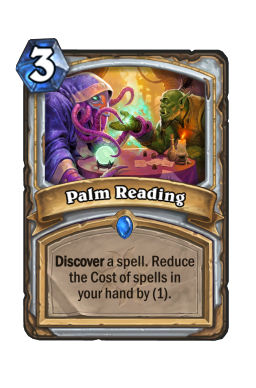 3
Palm Reading
Discover a spell. Reduce
the Cost of spells in
your hand by (1).